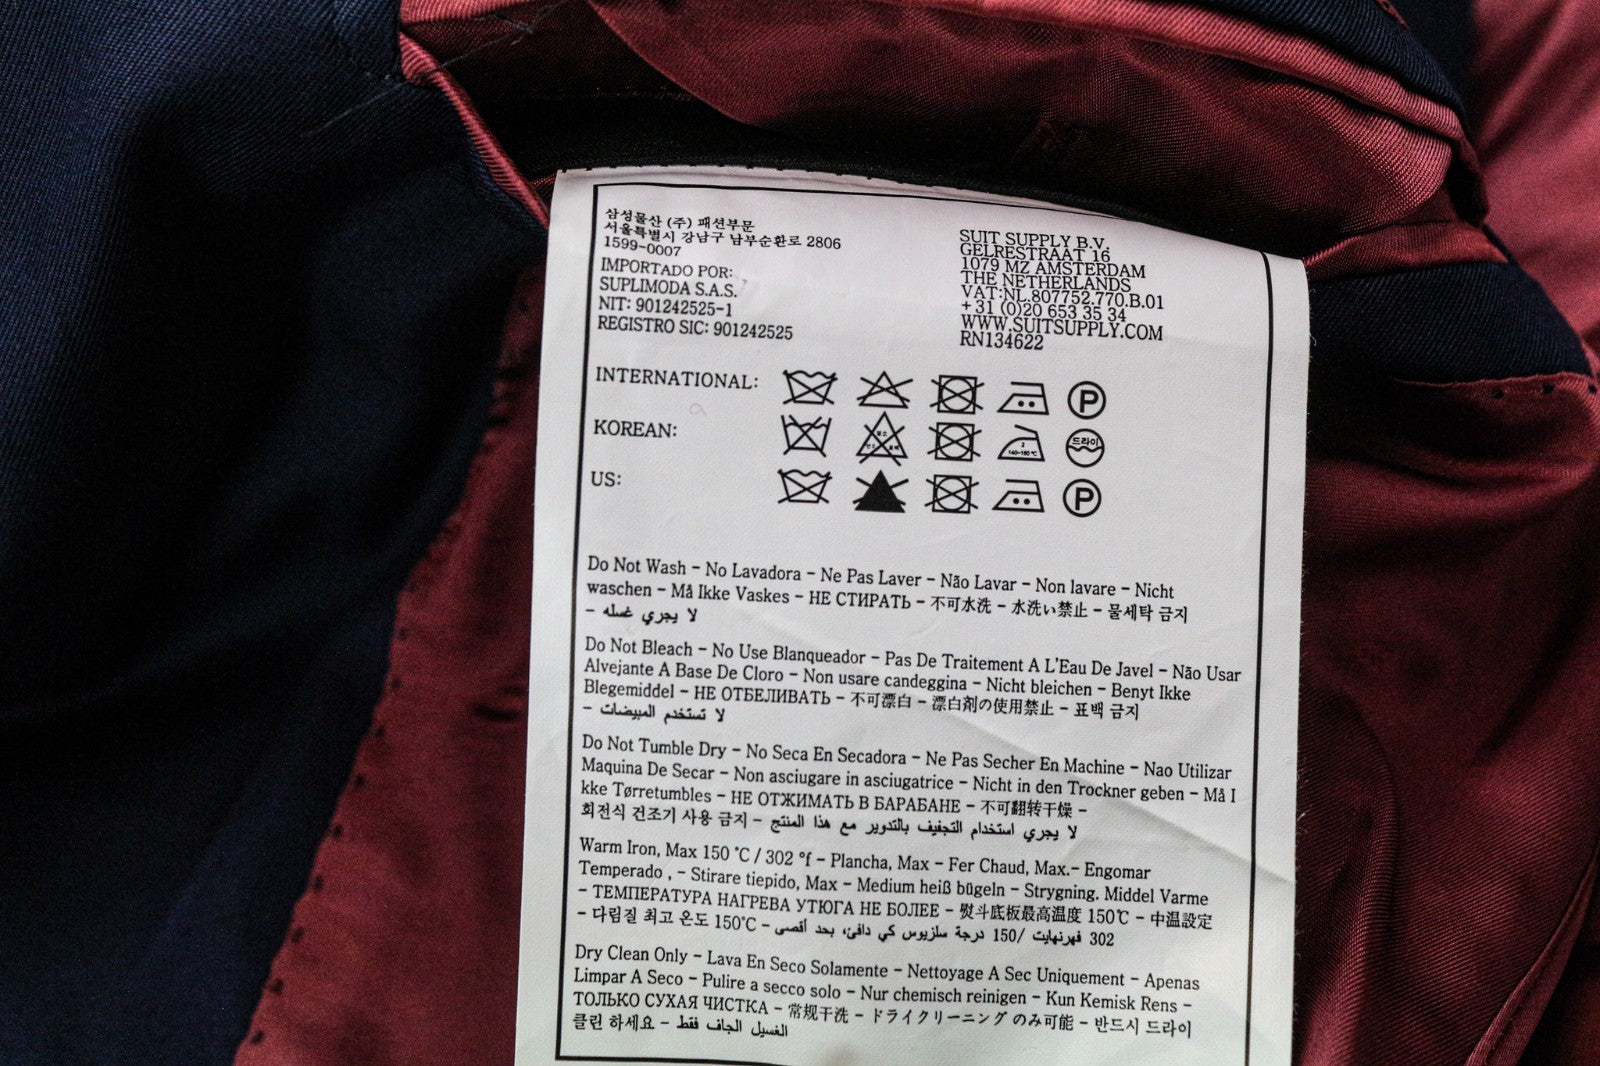 삼성물산 (주) 패션부문
서울특별시 강남구 남부순환로 2806
1599-0007
IMPORTADO POR:
SUPLIMODA S.A.S.
NIT: 901242525-1
REGISTRO SIC: 901242525
SUIT SUPPLY B.V.
GELRESTRAAT 16
1079 MZ AMSTERDAM
THE NETHERLANDS
VAT:NL.807752.770.B.01
+31 (0)20 653 35 34
WWW.SUITSUPPLY.COM
RN134622
INTERNATIONAL:
P
KOREAN:
2
140~160 ℃
드라이
US:
P
Do Not Wash – No Lavadora – Ne Pas Laver – Não Lavar – Non lavare – Nicht
waschen – Må Ikke Vaskes – НЕ СТИРАТЬ – 不可水洗 – 水洗い禁止 – 물세탁 금지
– لا يجري غسله
Do Not Bleach – No Use Blanqueador – Pas De Traitement A L'Eau De Javel – Não Usar
Alvejante A Base De Cloro – Non usare candeggina – Nicht bleichen – Benyt Ikke
Blegemiddel – НЕ ОТБЕЛИВАТЬ – 不可漂白 – 漂白剤の使用禁止 – 표백 금지
– لا تستخدم المبيضات
Do Not Tumble Dry – No Seca En Secadora – Ne Pas Secher En Machine – Nao Utilizar
Maquina De Secar – Non asciugare in asciugatrice – Nicht in den Trockner geben – Må I
kke Tørretumbles – НЕ ОТЖИМАТЬ В БАРАБАНЕ – 不可翻转干燥 –
회전식 건조기 사용 금지 – لا يجري استخدام التجفيف بالتدوير مع هذا المنتج
Warm Iron, Max 150 °C / 302 °f – Plancha, Max – Fer Chaud, Max.– Engomar
Temperado , – Stirare tiepido, Max – Medium heiß bügeln – Strygning, Middel Varme
– ТЕМПЕРАТУРА НАГРЕВА УТЮГА НЕ БОЛЕЕ – 熨斗底板最高温度 150℃ – 中温設定
– 다림질 최고 온도 150℃ – 302 فهرنهايت /150 درجة سلزيوس كي دافئ، بحد أقصى
Dry Clean Only – Lava En Seco Solamente – Nettoyage A Sec Uniquement – Apenas
Limpar A Seco – Pulire a secco solo – Nur chemisch reinigen – Kun Kemisk Rens –
ТОЛЬКО СУХАЯ ЧИСТКА – 常规干洗 – ドライクリーニング のみ可能 – 반드시 드라이
클린 하세요 – الغسيل الجاف فقط